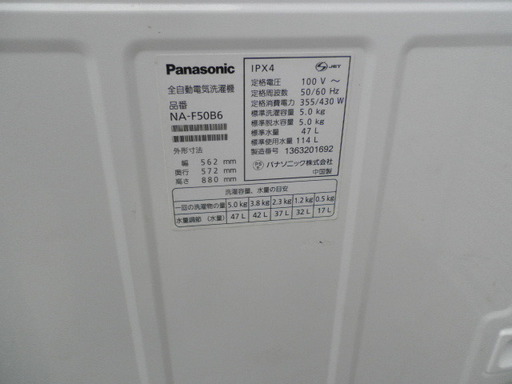 Panasonic
全自動電気洗濯機
品番
NA-F50B6
外形寸法
幅 562 mm
奥行 572 mm
高さ 880 mm
IPX4
JET
定格電圧 100 V ~
定格周波数 50/60 Hz
定格消費電力 355/430 W
標準洗濯容量 5.0 kg
標準脱水容量 5.0 kg
標準水量 47 L
標準使用水量 114 L
製造番号 1363201692
パナソニック株式会社
中国製
洗濯容量、水量の目安
一回の洗濯物の量 5.0 kg 3.8 kg 2.3 kg 1.2 kg 0.5 kg
水量調節（水量） 47 L 42 L 37 L 32 L 17 L